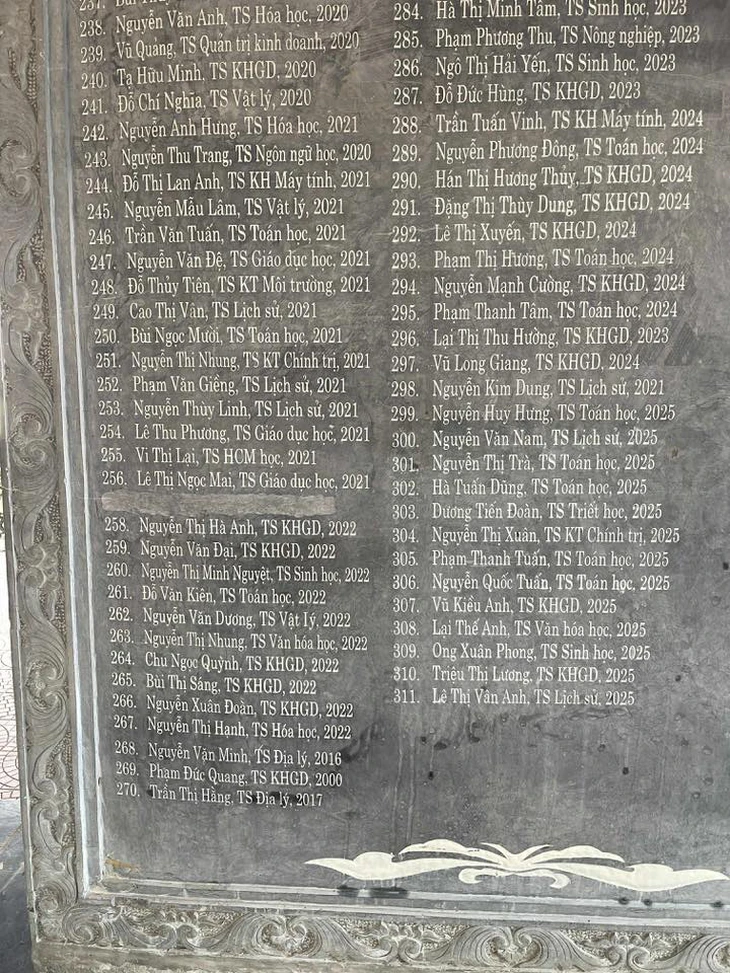 237.
238. Nguyễn Văn Anh, TS Hóa học, 2020
239. Vũ Quảng, TS Quản trị kinh doanh, 2020
240. Tạ Hữu Minh, TS KHGD, 2020
241. Đỗ Chí Nghĩa, TS Vật lý, 2020
242. Nguyễn Anh Hưng, TS Hóa học, 2021
243. Nguyễn Thu Trang, TS Ngôn ngữ học, 2020
244. Đỗ Thị Lan Anh, TS KH Máy tính, 2021
245. Nguyễn Mẫu Lâm, TS Vật lý, 2021
246. Trần Văn Tuấn, TS Toán học, 2021
247. Nguyễn Văn Đệ, TS Giáo dục học, 2021
248. Đỗ Thủy Tiên, TS KT Môi trường, 2021
249. Cao Thị Vân, TS Lịch sử, 2021
250. Bùi Ngọc Mười, TS Toán học, 2021
251. Nguyễn Thị Nhung, TS KT Chính trị, 2021
252. Phạm Văn Giềng, TS Lịch sử, 2021
253. Nguyễn Thùy Linh, TS Lịch sử, 2021
254. Lê Thu Phương, TS Giáo dục học, 2021
255. Vi Thị Lại, TS HCM học, 2021
256. Lê Thị Ngọc Mai, TS Giáo dục học, 2021
258. Nguyễn Thị Hà Anh, TS KHGD, 2022
259. Nguyễn Văn Đại, TS KHGD, 2022
260. Nguyễn Thị Minh Nguyệt, TS Sinh học, 2022
261. Đỗ Văn Kiên, TS Toán học, 2022
262. Nguyễn Văn Dương, TS Vật lý, 2022
263. Nguyễn Thị Nhung, TS Văn hóa học, 2022
264. Chu Ngọc Quỳnh, TS KHGD, 2022
265. Bùi Thị Sáng, TS KHGD, 2022
266. Nguyễn Xuân Đoàn, TS KHGD, 2022
267. Nguyễn Thị Hạnh, TS Hóa học, 2022
268. Nguyễn Văn Minh, TS Địa lý, 2016
269. Phạm Đức Quang, TS KHGD, 2000
270. Trần Thị Hằng, TS Địa lý, 2017
284. Hà Thị Minh Tâm, TS Sinh học, 2023
285. Phạm Phương Thu, TS Nông nghiệp, 2023
286. Ngô Thị Hải Yến, TS Sinh học, 2023
287. Đỗ Đức Hùng, TS KHGD, 2023
288. Trần Tuấn Vinh, TS KH Máy tính, 2024
289. Nguyễn Phương Đông, TS Toán học, 2024
290. Hán Thị Hương Thủy, TS KHGD, 2024
291. Đặng Thị Thùy Dung, TS KHGD, 2024
292. Lê Thị Xuyến, TS KHGD, 2024
293. Phạm Thị Hương, TS Toán học, 2024
294. Nguyễn Mạnh Cường, TS KHGD, 2024
295. Phạm Thanh Tâm, TS Toán học, 2024
296. Lại Thị Thu Hường, TS KHGD, 2023
297. Vũ Long Giang, TS KHGD, 2024
298. Nguyễn Kim Dung, TS Lịch sử, 2021
299. Nguyễn Huy Hưng, TS Toán học, 2025
300. Nguyễn Văn Nam, TS Lịch sử, 2025
301. Nguyễn Thị Trà, TS Toán học, 2025
302. Hà Tuấn Dũng, TS Toán học, 2025
303. Dương Tiến Đoàn, TS Triết học, 2025
304. Nguyễn Thị Xuân, TS KT Chính trị, 2025
305. Phạm Thanh Tuấn, TS Toán học, 2025
306. Nguyễn Quốc Tuấn, TS Toán học, 2025
307. Vũ Kiều Anh, TS KHGD, 2025
308. Lại Thế Anh, TS Văn hóa học, 2025
309. Ong Xuân Phong, TS Sinh học, 2025
310. Triệu Thị Lương, TS KHGD, 2025
311. Lê Thị Vân Anh, TS Lịch sử, 2025